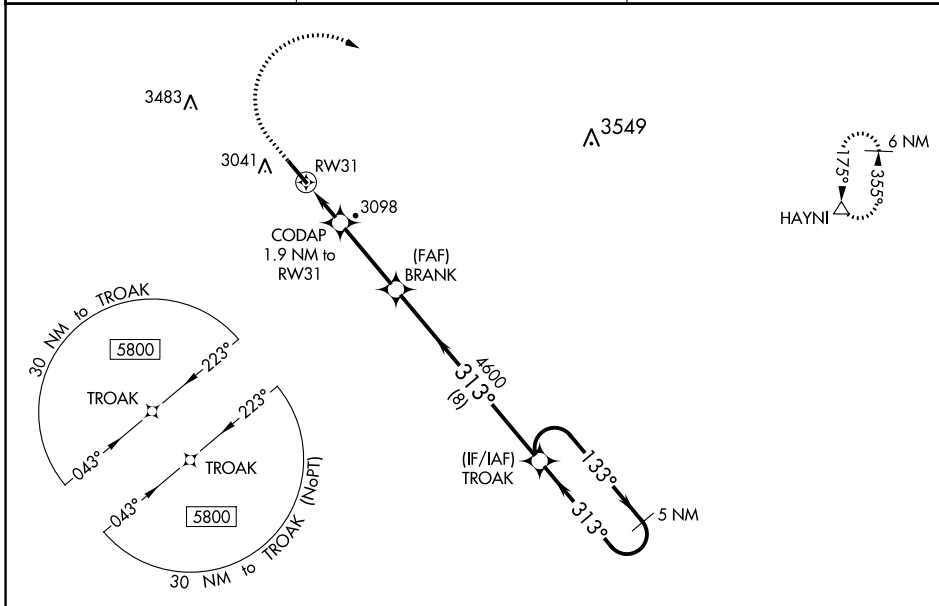 3483
3549
3041
RW31
6 NM
175°
355°
HAYNI
3098
CODAP
1.9 NM to
RW31
(FAF)
BRANK
30 NM to TROAK
5800
223°
TROAK
043°
4600
313°
(8)
223°
TROAK
043°
5800
30 NM to TROAK (NoPT)
(IF/IAF)
TROAK
133°
313°
5 NM